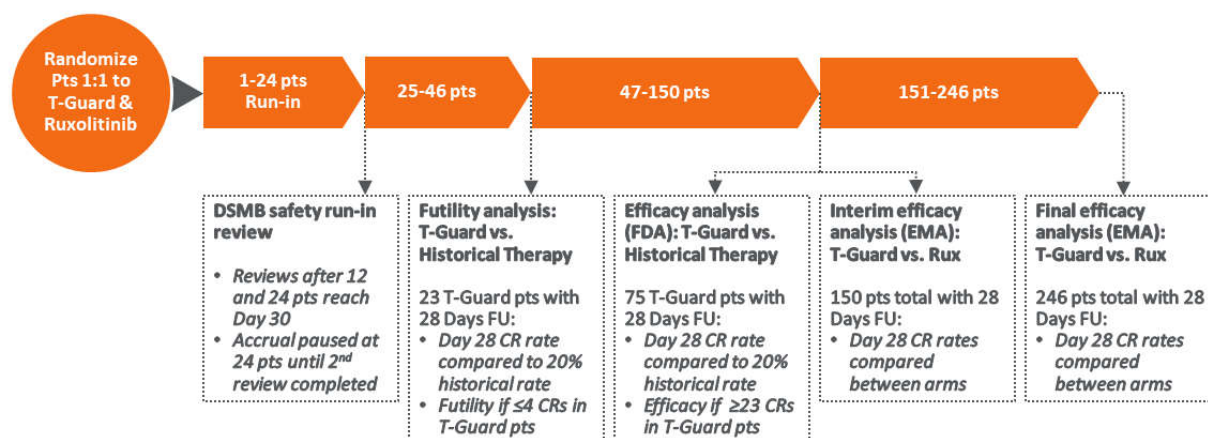 Randomize
Pts 1:1 to
T-Guard &
Ruxolitinib
1-24 pts
Run-in
25-46 pts
47-150 pts
151-246 pts
DSMB safety run-in
review
• Reviews after 12
and 24 pts reach
Day 30
• Accrual paused at
24 pts until 2nd
review completed
Futility analysis:
T-Guard vs.
Historical Therapy
23 T-Guard pts with
28 Days FU:
• Day 28 CR rate
compared to 20%
historical rate
• Futility if ≤4 CRs in
T-Guard pts
Efficacy analysis
(FDA): T-Guard vs.
Historical Therapy
75 T-Guard pts with
28 Days FU:
• Day 28 CR rate
compared to 20%
historical rate
• Efficacy if ≥23 CRs
in T-Guard pts
Interim efficacy
analysis (EMA):
T-Guard vs. Rux
150 pts total with 28
Days FU:
• Day 28 CR rates
compared
between arms
Final efficacy
analysis (EMA):
T-Guard vs. Rux
246 pts total with 28
Days FU:
• Day 28 CR rates
compared
between arms